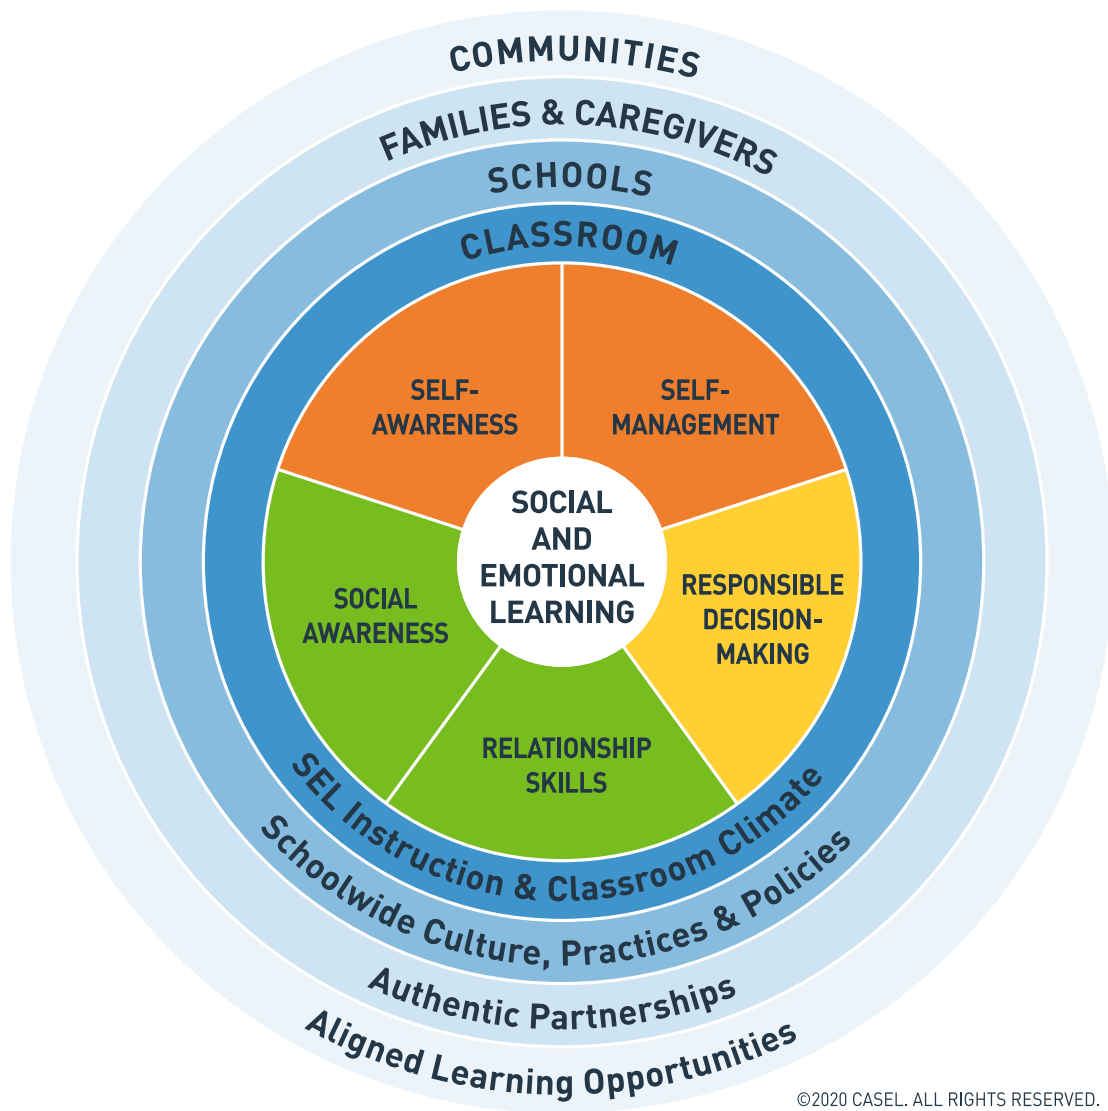 COMMUNITIES
FAMILIES & CAREGIVERS
SCHOOLS
CLASSROOM
SELF-
AWARENESS
SELF-
MANAGEMENT
SOCIAL
AND
EMOTIONAL
LEARNING
SOCIAL
AWARENESS
RESPONSIBLE
DECISION-
MAKING
RELATIONSHIP
SKILLS
SEL Instruction & Classroom Climate
Schoolwide Culture, Practices & Policies
Authentic Partnerships
Aligned Learning Opportunities
©2020 CASEL. ALL RIGHTS RESERVED.